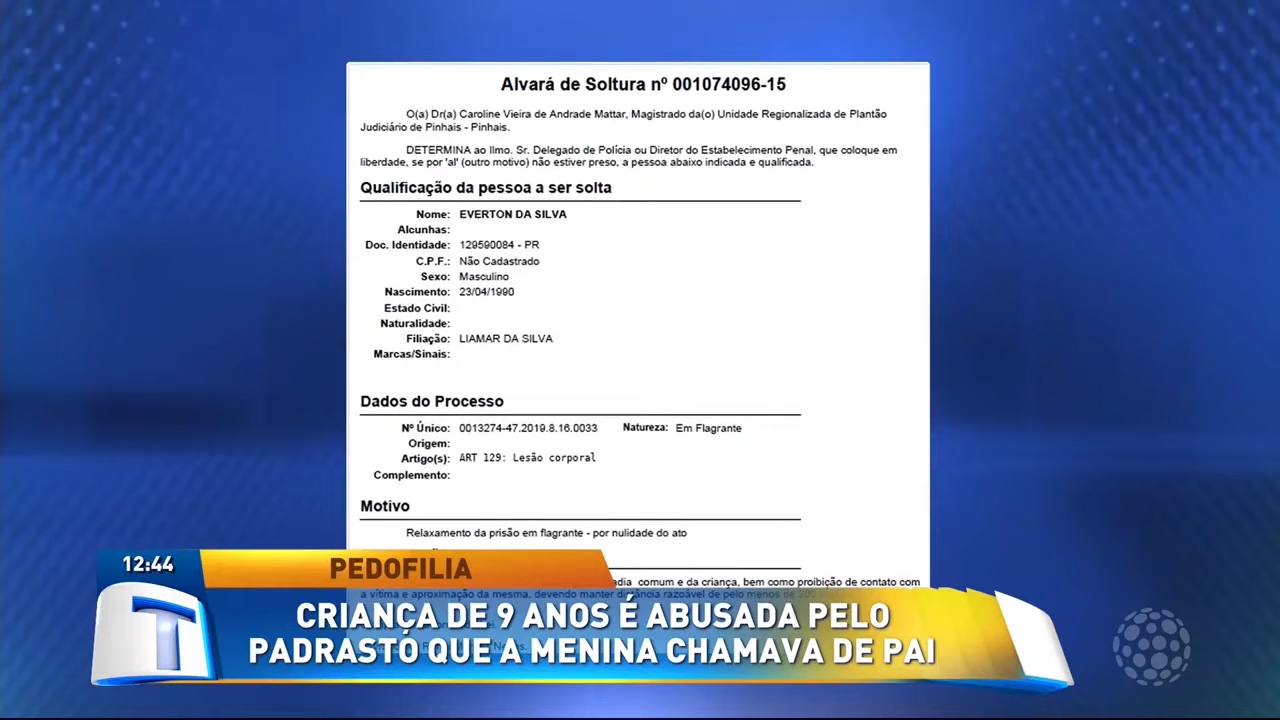 Alvará de Soltura nº 001074096-15
O(a) Dr(a) Caroline Vieira de Andrade Mattar, Magistrado da(o) Unidade Regionalizada de Plantão
Judiciário de Pinhais - Pinhais.
DETERMINA ao Ilmo. Sr. Delegado de Polícia ou Diretor do Estabelecimento Penal, que coloque em
liberdade, se por 'al' (outro motivo) não estiver preso, a pessoa abaixo indicada e qualificada.
Qualificação da pessoa a ser solta
Nome: EVERTON DA SILVA
Alcunhas:
Doc. Identidade: 129590084 - PR
C.P.F.: Não Cadastrado
Sexo: Masculino
Nascimento: 23/04/1990
Estado Civil:
Naturalidade:
Filiação: LIAMAR DA SILVA
Marcas/Sinais:
Dados do Processo
Nº Único: 0013274-47.2019.8.16.0033 Natureza: Em Flagrante
Origem:
Artigo(s): ART 129: Lesão corporal
Complemento:
Motivo
Relaxamento da prisão em flagrante - por nulidade do ato
comum e da criança, bem como proibição de contato com
a vítima e aproximação da mesma, devendo manter distância razoável de pelo menos de 200
12:44
PEDOFILIA
T
CRIANÇA DE 9 ANOS É ABUSADA PELO
PADRASTO QUE A MENINA CHAMAVA DE PAI